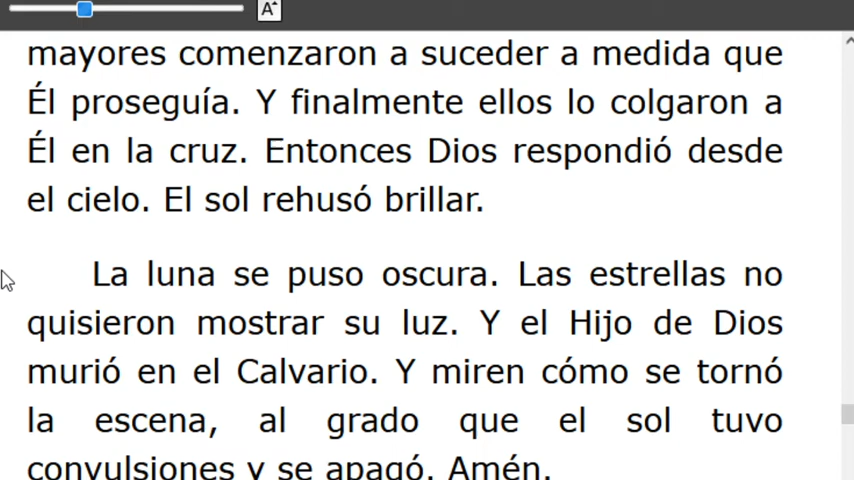 A
mayores comenzaron a suceder a medida que
Él proseguía. Y finalmente ellos lo colgaron a
Él en la cruz. Entonces Dios respondió desde
el cielo. El sol rehusó brillar.
La luna se puso oscura. Las estrellas no
quisieron mostrar su luz. Y el Hijo de Dios
murió en el Calvario. Y miren cómo se tornó
la escena, al grado que el sol tuvo
convulsiones y se apagó. Amén.